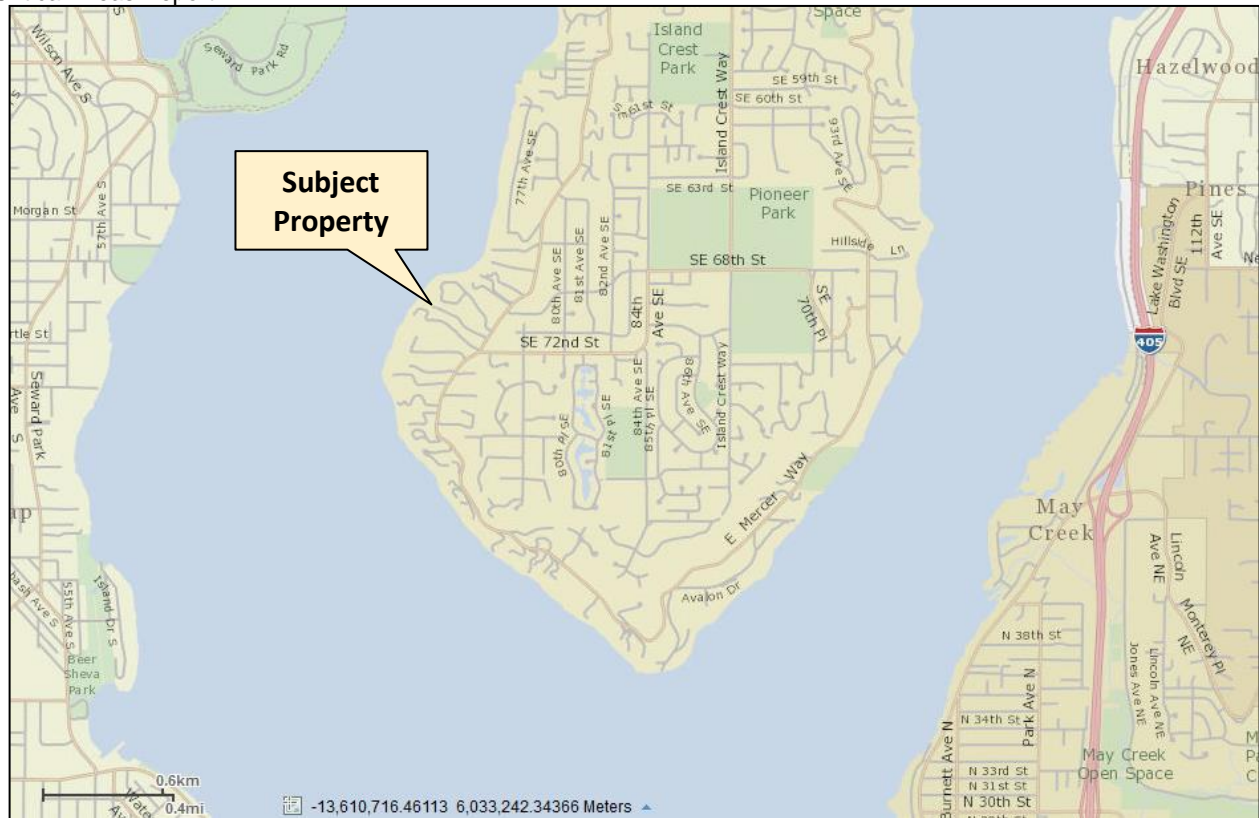 Wilson Ave S
Seward Park Rd
Space
Island
Crest
Park
Island Crest Way
SE 59th St
SE 60th St
SE 61st St
93rd Ave SE
Hazelwood
Subject
Property
77th Ave SE
SE 63rd St
Pioneer
Park
Pines
Morgan St
57th Ave S
80th Ave SE
81st Ave SE
82nd Ave SE
Hillside Ln
SE 68th St
Lake Washington
Blvd SE
112th
Ave SE
Ne
84th
Ave SE
SE
70th Pl
rtle St
SE 72nd St
405
Seward Park
Ave S
80th Pl SE
81st Pl SE
84th Ave SE
85th Pl SE
86th Ave SE
Island Crest Way
E Mercer Way
May
Creek
ap
Lincoln
Ave NE
Monterey Pl
NE
bash Ave S
55th Ave S
Island Dr S
Avalon Dr
Beer
Sheva
Park
N 38th St
Lincoln Ave NE
Jones Ave NE
Park Ave N
N 34th St
Burnett Ave N
May Creek
Open Space
N 33rd St
N 31st St
N 30th St
0.6km
0.4mi
-13,610,716.46113 6,033,242.34366 Meters